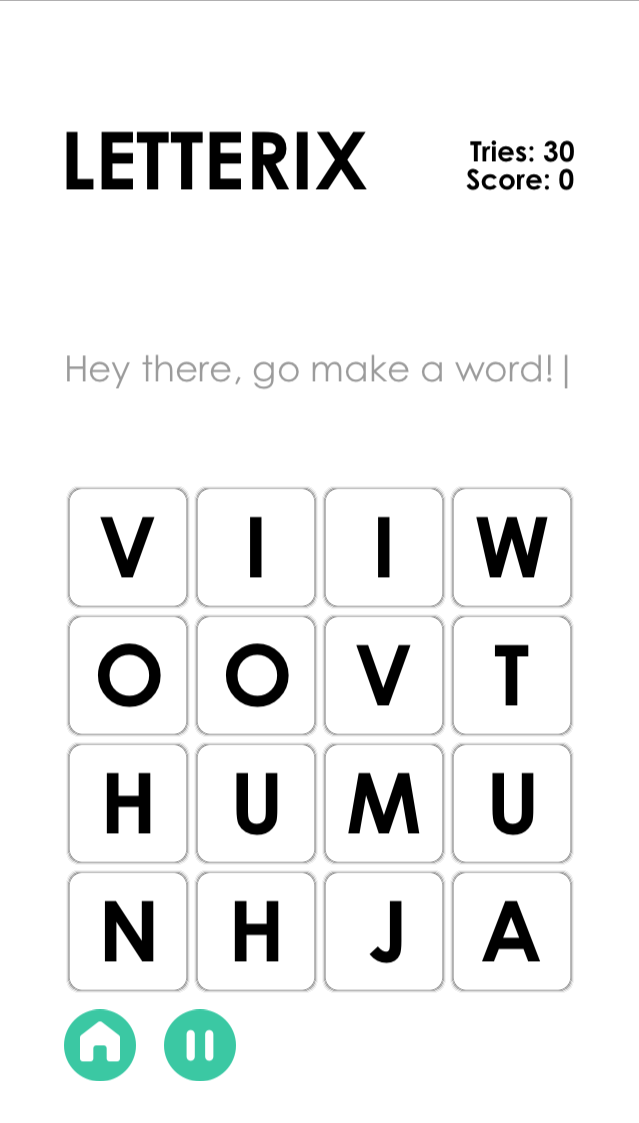 LETTERIX
Tries: 30
Score: 0
Hey there, go make a word!|
V I I W
O O V T
H U M U
N H J A